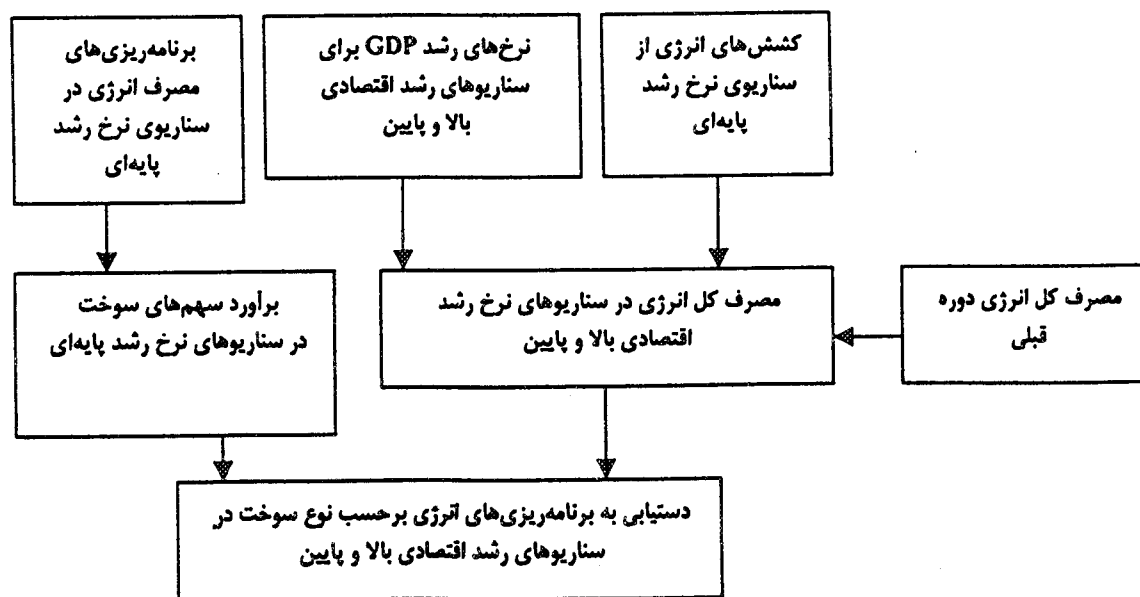 کشش‌های انرژی از
سناریوی نرخ رشد
پایه‌ای
نرخ‌های رشد GDP برای
سناریوهای رشد اقتصادی
بالا و پایین
برنامه‌ریزی‌های
مصرف انرژی در
سناریوی نرخ رشد
پایه‌ای
مصرف کل انرژی دوره
قبلی
مصرف کل انرژی در سناریوهای نرخ رشد
اقتصادی بالا و پایین
برآورد سهم‌های سوخت
در سناریوهای نرخ رشد پایه‌ای
دستیابی به برنامه‌ریزی‌های انرژی برحسب نوع سوخت در
سناریوهای رشد اقتصادی بالا و پایین